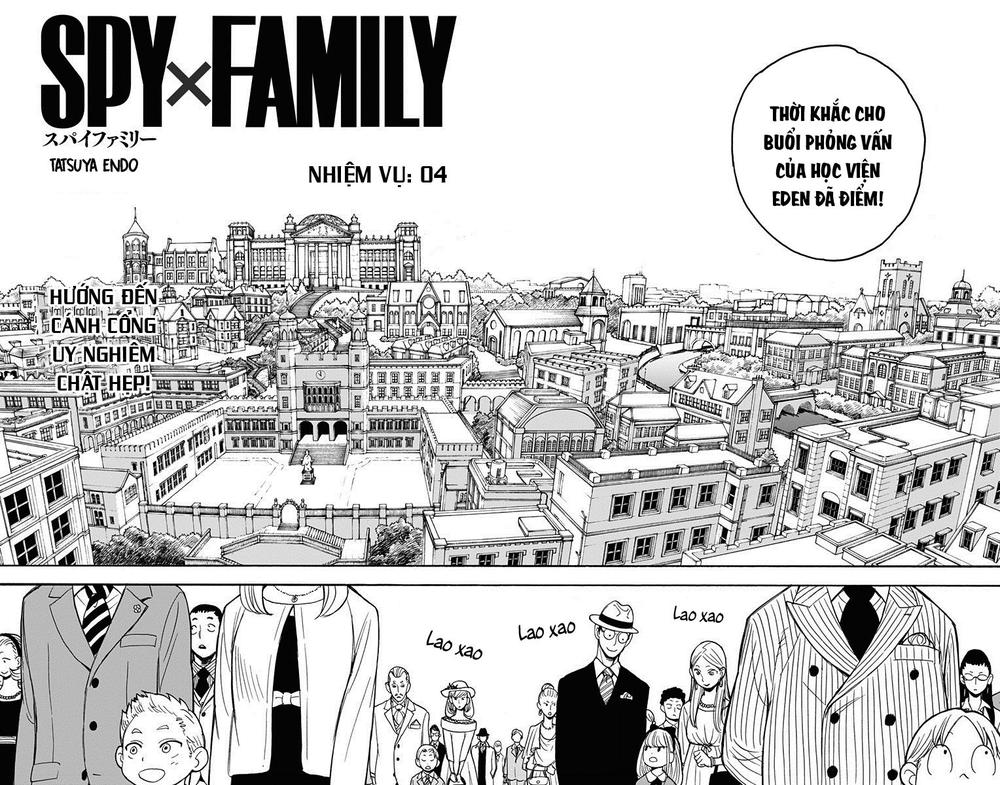 SPY×FAMILY
スパイファミリー
TATSUYA ENDO
NHIỆM VỤ: 04
THỜI KHẮC CHO
BUỔI PHỎNG VẤN
CỦA HỌC VIỆN
EDEN ĐÃ ĐIỂM!
HƯỚNG ĐẾN
CÁNH CỔNG
UY NGHIÊM
CHẬT HẸP!
Lao xao
Lao xao
Lao xao